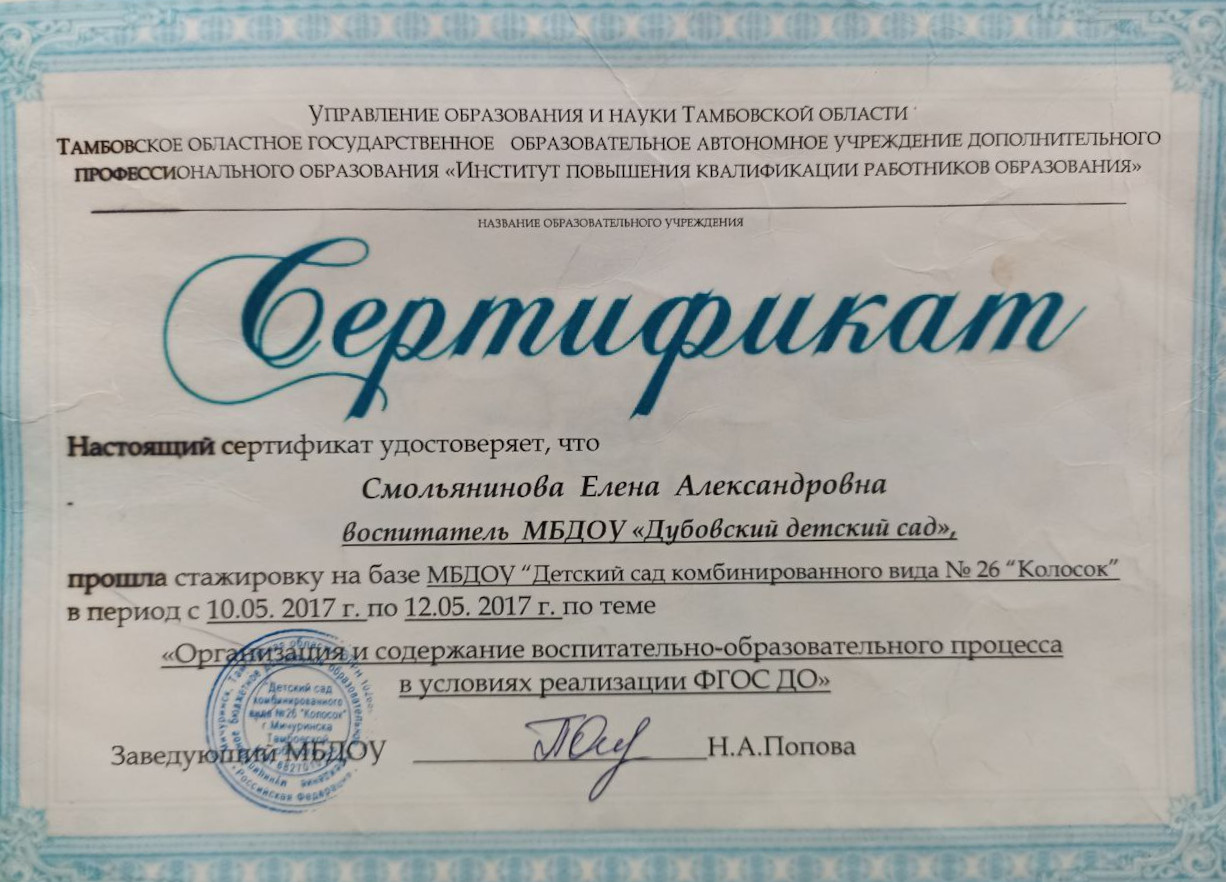 Управление образования и науки Тамбовской области
Тамбовское областное государственное образовательное автономное учреждение дополнительного
профессионального образования «Институт повышения квалификации работников образования»
название образовательного учреждения
Сертификат
Настоящий сертификат удостоверяет, что
Смольянинова Елена Александровна
воспитатель МБДОУ «Дубовский детский сад»,
прошла стажировку на базе МБДОУ “Детский сад комбинированного вида № 26 “Колосок”
в период с 10.05. 2017 г. по 12.05. 2017 г. по теме
«Организация и содержание воспитательно-образовательного процесса
в условиях реализации ФГОС ДО»
"Детский сад
комбинированного
вида №26 "Колосок"
г.Мичуринска
Тамбовской
Российская Федерация
Заведующий МБДОУ Н.А.Попова